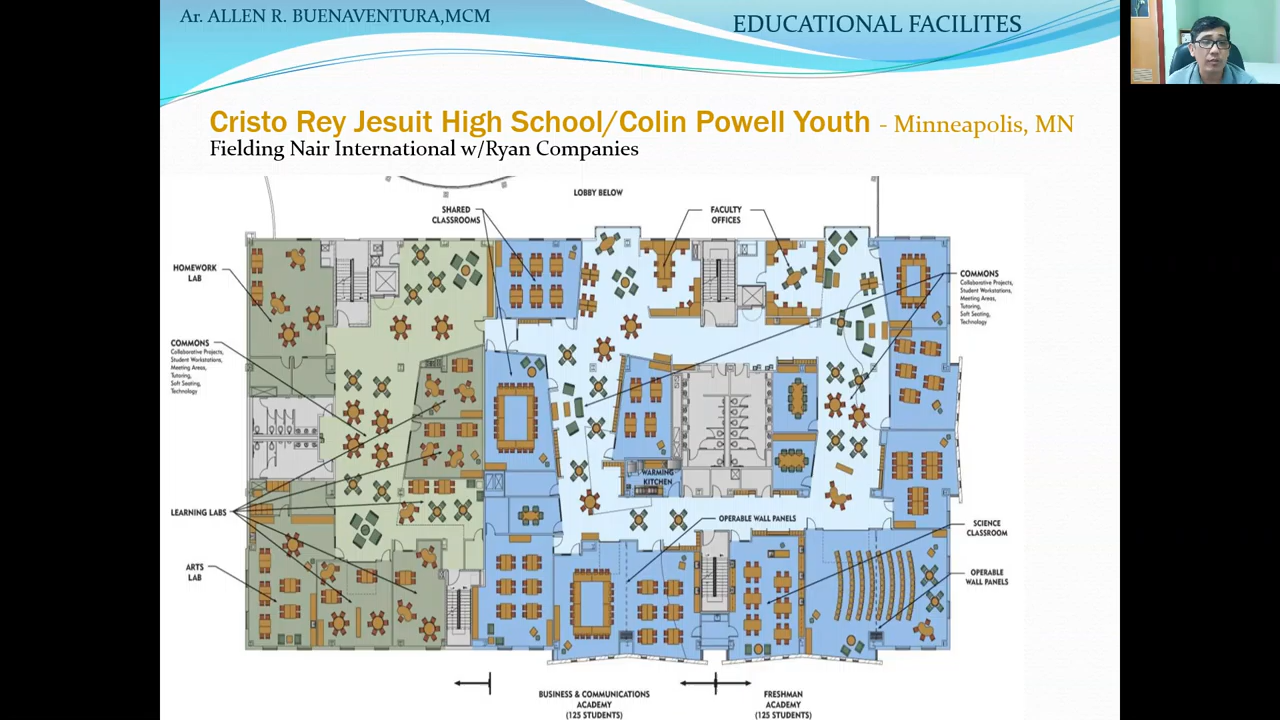 Ar. ALLEN R. BUENAVENTURA,MCM
EDUCATIONAL FACILITES
Cristo Rey Jesuit High School/Colin Powell Youth - Minneapolis, MN
Fielding Nair International w/Ryan Companies
LOBBY BELOW
SHARED
CLASSROOMS
FACULTY
OFFICES
HOMEWORK
LAB
COMMONS
Collaborative Projects,
Student Workstations,
Meeting Areas,
Tutoring,
Soft Seating,
Technology
COMMONS
Collaborative Projects,
Student Workstations,
Meeting Areas,
Tutoring,
Soft Seating,
Technology
WARMING
KITCHEN
LEARNING LABS
OPERABLE WALL PANELS
SCIENCE
CLASSROOM
ARTS
LAB
OPERABLE
WALL PANELS
BUSINESS & COMMUNICATIONS
ACADEMY
(125 STUDENTS)
FRESHMAN
ACADEMY
(125 STUDENTS)